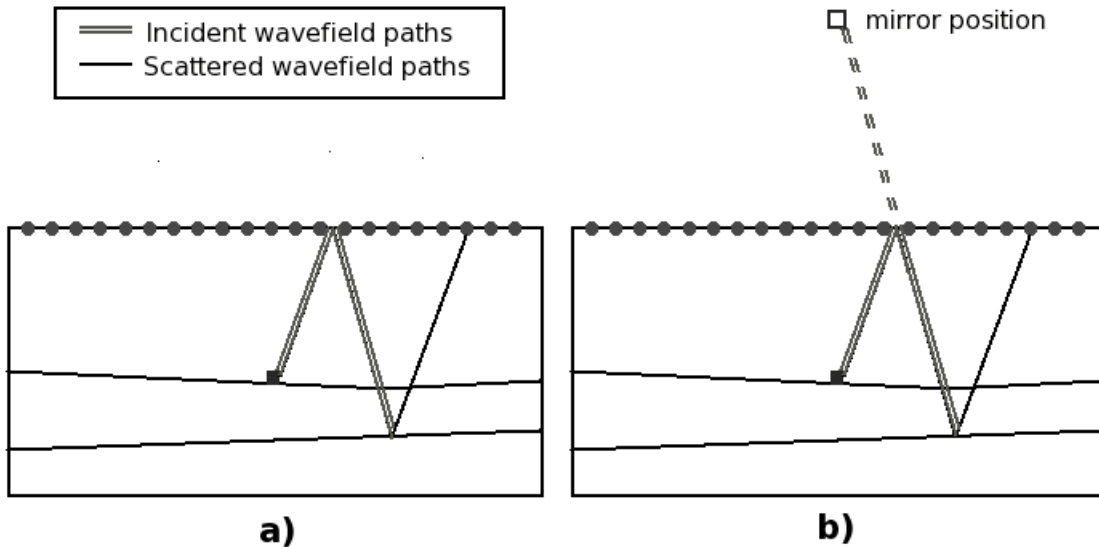 Incident wavefield paths
Scattered wavefield paths
mirror position
a)
b)